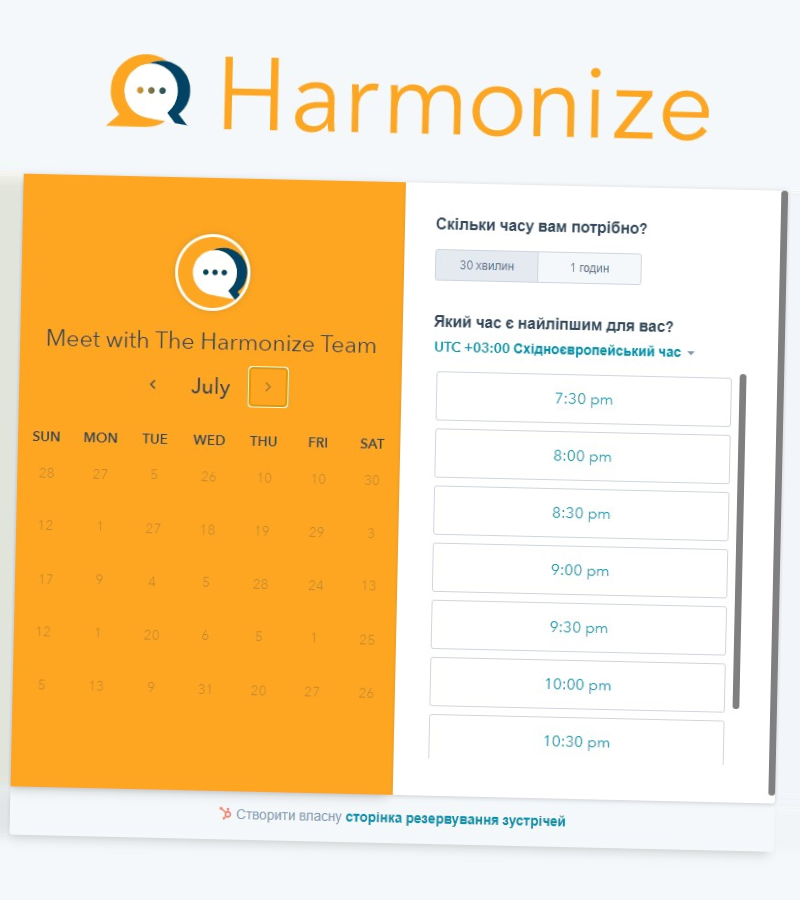 Harmonize
Meet with The Harmonize Team
July
SUN MON TUE WED THU FRI SAT
28 27 5 26 10 10 30
12 1 27 18 19 29 3
17 9 4 5 28 24 13
12 1 20 6 5 1 25
5 13 9 31 20 27 26
Скільки часу вам потрібно?
30 хвилин 1 годин
Який час є найліпшим для вас?
UTC +03:00 Східноєвропейський час
7:30 pm
8:00 pm
8:30 pm
9:00 pm
9:30 pm
10:00 pm
10:30 pm
Створити власну сторінка резервування зустрічей